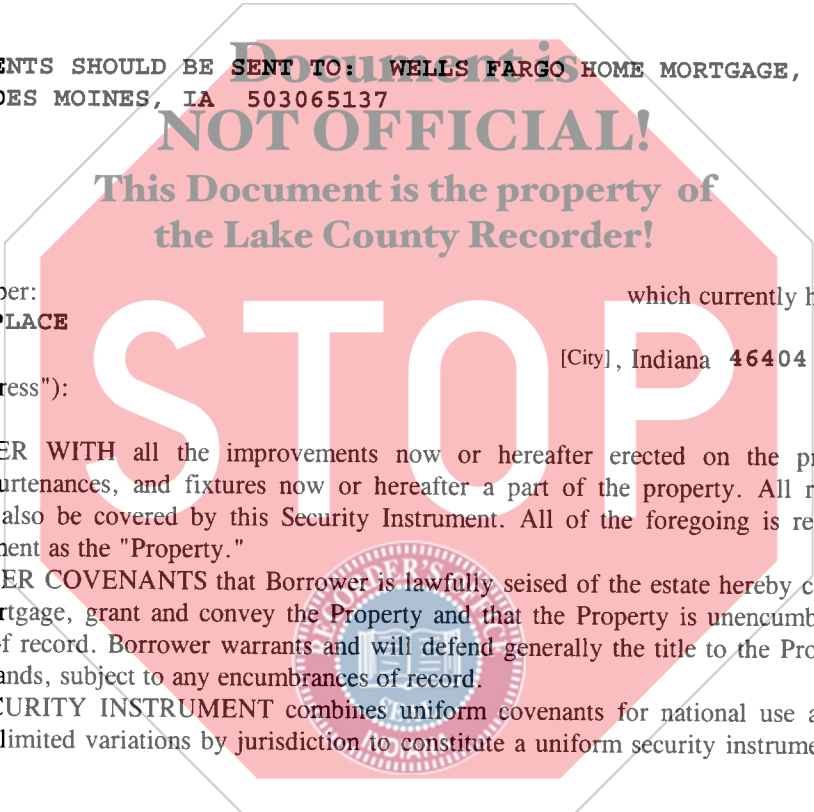 Document is
ENTS SHOULD BE SENT TO: WELLS FARGO HOME MORTGAGE,
DES MOINES, IA 503065137
NOT OFFICIAL!
This Document is the property of
the Lake County Recorder!
ber: which currently h
PLACE
STOP
[City], Indiana 46404
ress"):
ER WITH all the improvements now or hereafter erected on the pr
urtenances, and fixtures now or hereafter a part of the property. All r
also be covered by this Security Instrument. All of the foregoing is re
ment as the "Property."
ER COVENANTS that Borrower is lawfully seised of the estate hereby c
rtgage, grant and convey the Property and that the Property is unencumb
f record. Borrower warrants and will defend generally the title to the Pro
ands, subject to any encumbrances of record.
CURITY INSTRUMENT combines uniform covenants for national use a
limited variations by jurisdiction to constitute a uniform security instrume
SEAL
INDIANA